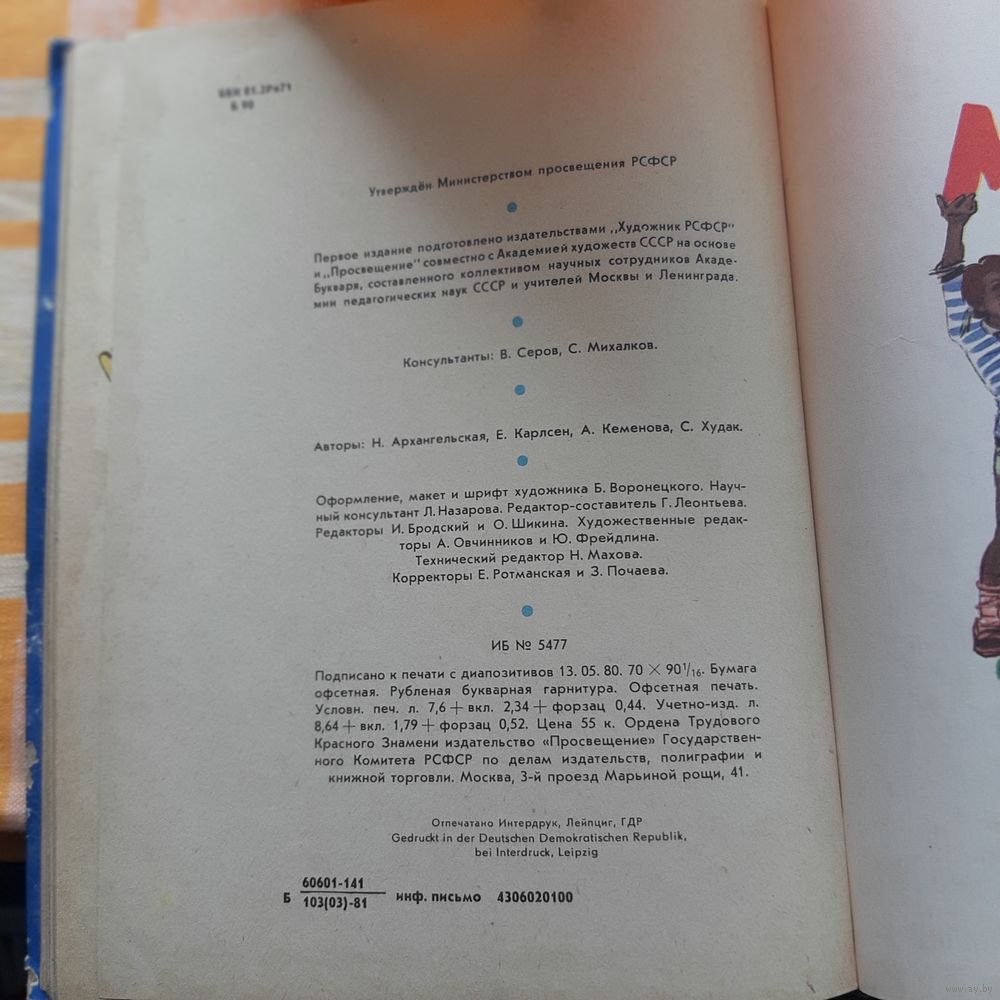 ББК 81.2Р671
Б 90
Утверждён Министерством просвещения РСФСР
Первое издание подготовлено издательствами „Художник РСФСР"
и „Просвещение" совместно с Академией художеств СССР на основе
Букваря, составленного коллективом научных сотрудников Акаде-
мии педагогических наук СССР и учителей Москвы и Ленинграда.
Консультанты: В. Серов, С. Михалков.
Авторы: Н. Архангельская, Е. Карлсен, А. Кеменова, С. Худак.
Оформление, макет и шрифт художника Б. Воронецкого. Науч-
ный консультант Л. Назарова. Редактор-составитель Г. Леонтьева.
Редакторы И. Бродский и О. Шикина. Художественные редак-
торы А. Овчинников и Ю. Фрейдлина.
Технический редактор Н. Махова.
Корректоры Е. Ротманская и З. Почаева.
ИБ № 5477
Подписано к печати с диапозитивов 13. 05. 80. 70 × 90 1/16. Бумага
офсетная. Рубленая букварная гарнитура. Офсетная печать.
Условн. печ. л. 7,6 + вкл. 2,34 + форзац 0,44. Учетно-изд. л.
8,64 + вкл. 1,79 + форзац 0,52. Цена 55 к. Ордена Трудового
Красного Знамени издательство «Просвещение» Государствен-
ного Комитета РСФСР по делам издательств, полиграфии и
книжной торговли. Москва, 3-й проезд Марьиной рощи, 41.
Отпечатано Интердрук, Лейпциг, ГДР
Gedruckt in der Deutschen Demokratischen Republik,
bei Interdruck, Leipzig
Б 60601-141 / 103(03)-81 инф. письмо 4306020100
www.ay.by